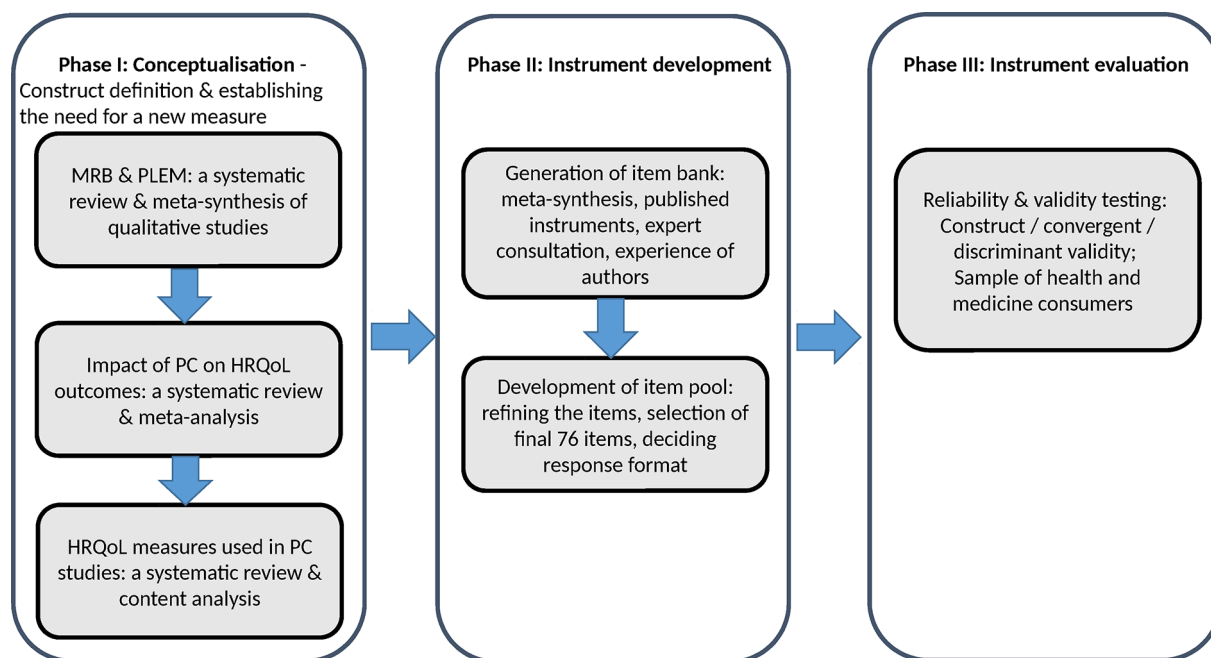 Phase I: Conceptualisation -
Construct definition & establishing
the need for a new measure
MRB & PLEM: a systematic
review & meta-synthesis of
qualitative studies
Impact of PC on HRQoL
outcomes: a systematic review
& meta-analysis
HRQoL measures used in PC
studies: a systematic review &
content analysis
Phase II: Instrument development
Generation of item bank:
meta-synthesis, published
instruments, expert
consultation, experience of
authors
Development of item pool:
refining the items, selection of
final 76 items, deciding
response format
Phase III: Instrument evaluation
Reliability & validity testing:
Construct / convergent /
discriminant validity;
Sample of health and
medicine consumers